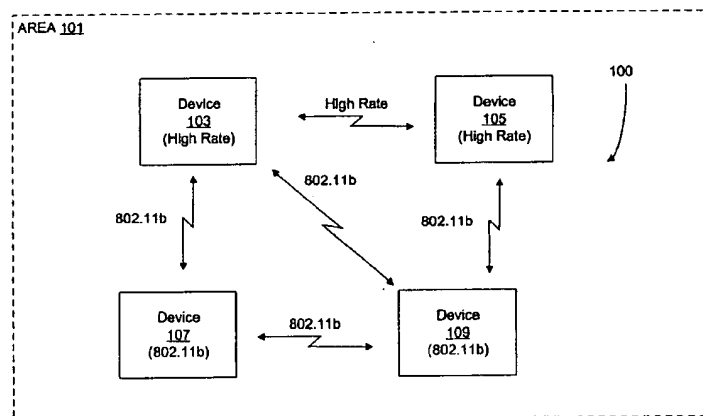 AREA 101
100
Device
103
(High Rate)
High Rate
Device
105
(High Rate)
802.11b
802.11b
802.11b
Device
107
(802.11b)
802.11b
Device
109
(802.11b)